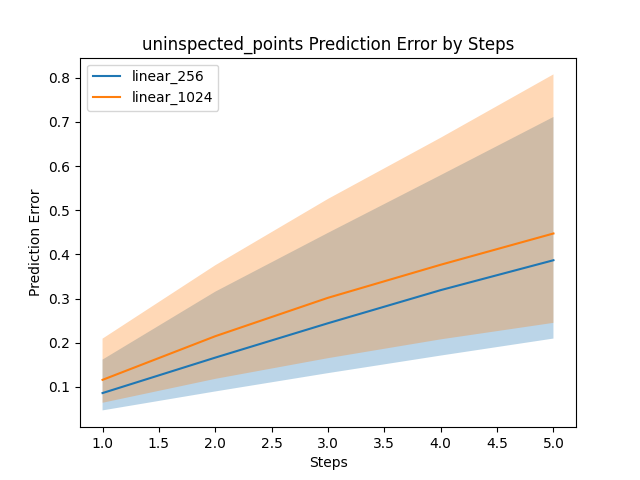 uninspected_points Prediction Error by Steps
linear_256
linear_1024
Prediction Error
0.8
0.7
0.6
0.5
0.4
0.3
0.2
0.1
1.0 1.5 2.0 2.5 3.0 3.5 4.0 4.5 5.0
Steps